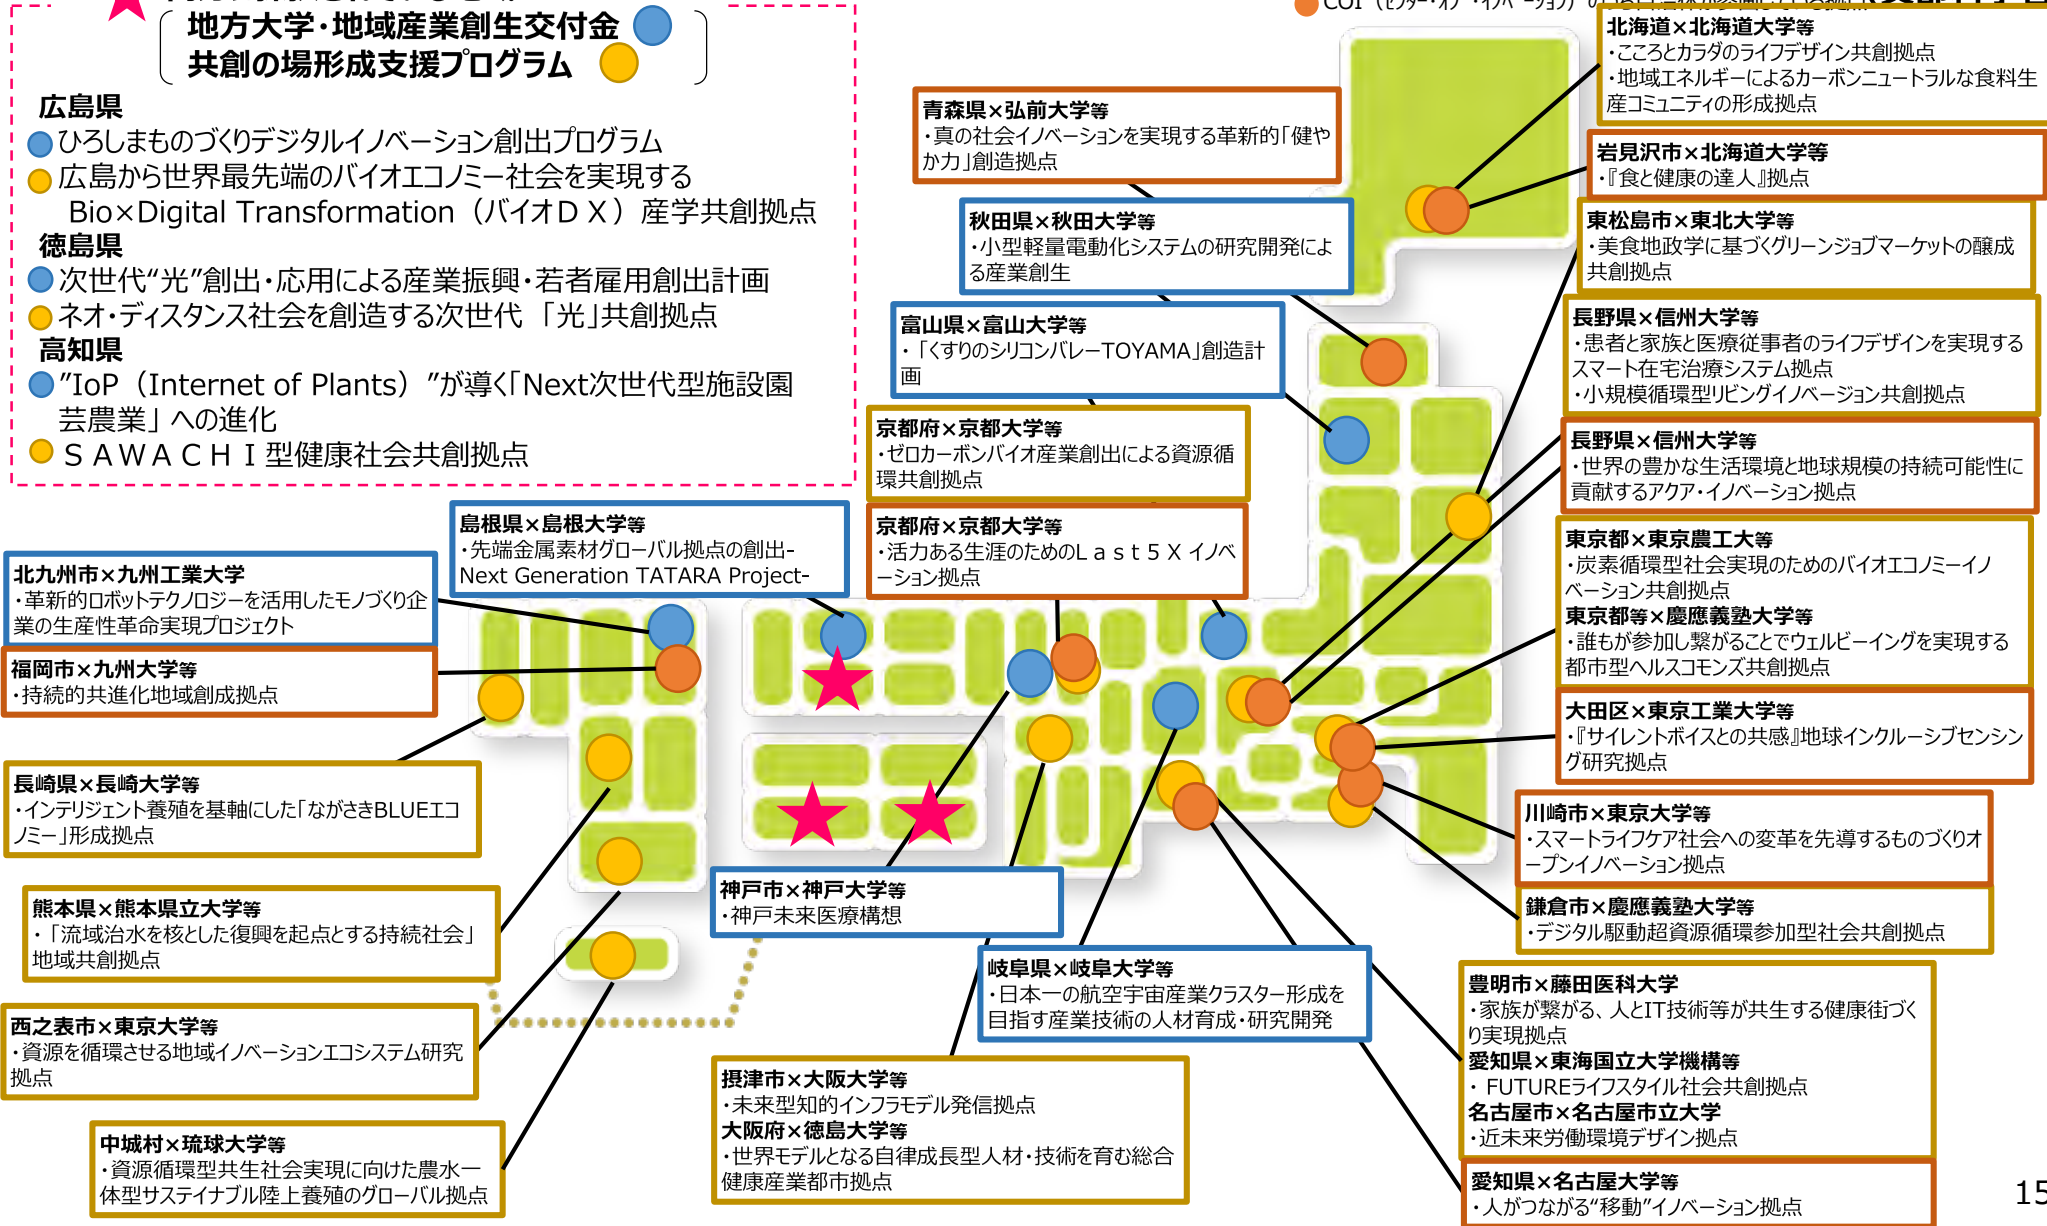 地方大学・地域産業創生交付金
共創の場形成支援プログラム
広島県
ひろしまものづくりデジタルイノベーション創出プログラム
広島から世界最先端のバイオエコノミー社会を実現する
Bio×Digital Transformation（バイオＤＸ）産学共創拠点
徳島県
次世代“光”創出・応用による産業振興・若者雇用創出計画
ネオ・ディスタンス社会を創造する次世代「光」共創拠点
高知県
”IoP（Internet of Plants）”が導く「Next次世代型施設園
芸農業」への進化
ＳＡＷＡＣＨＩ型健康社会共創拠点
北海道×北海道大学等
・こころとカラダのライフデザイン共創拠点
・地域エネルギーによるカーボンニュートラルな食料生
産コミュニティの形成拠点
青森県×弘前大学等
・真の社会イノベーションを実現する革新的「健や
か力」創造拠点
岩見沢市×北海道大学等
・『食と健康の達人』拠点
秋田県×秋田大学等
・小型軽量電動化システムの研究開発によ
る産業創生
東松島市×東北大学等
・美食地政学に基づくグリーンジョブマーケットの醸成
共創拠点
富山県×富山大学等
・「くすりのシリコンバレーTOYAMA」創造計
画
長野県×信州大学等
・患者と家族と医療従事者のライフデザインを実現する
スマート在宅治療システム拠点
・小規模循環型リビングイノベーション共創拠点
京都府×京都大学等
・ゼロカーボンバイオ産業創出による資源循
環共創拠点
長野県×信州大学等
・世界の豊かな生活環境と地球規模の持続可能性に
貢献するアクア・イノベーション拠点
京都府×京都大学等
・活力ある生涯のためのＬａｓｔ５Ｘイノベ
ーション拠点
島根県×島根大学等
・先端金属素材グローバル拠点の創出-
Next Generation TATARA Project-
北九州市×九州工業大学
・革新的ロボットテクノロジーを活用したモノづくり企
業の生産性革命実現プロジェクト
福岡市×九州大学等
・持続的共進化地域創成拠点
東京都×東京農工大等
・炭素循環型社会実現のためのバイオエコノミーイノ
ベーション共創拠点
東京都等×慶應義塾大学等
・誰もが参加し繋がることでウェルビーイングを実現する
都市型ヘルスコモンズ共創拠点
大田区×東京工業大学等
・『サイレントボイスとの共感』地球インクルーシブセンシン
グ研究拠点
長崎県×長崎大学等
・インテリジェント養殖を基軸にした「ながさきBLUEエコ
ノミー」形成拠点
川崎市×東京大学等
・スマートライフケア社会への変革を先導するものづくりオ
ープンイノベーション拠点
神戸市×神戸大学等
・神戸未来医療構想
熊本県×熊本県立大学等
・「流域治水を核とした復興を起点とする持続社会」
地域共創拠点
鎌倉市×慶應義塾大学等
・デジタル駆動超資源循環参加型社会共創拠点
岐阜県×岐阜大学等
・日本一の航空宇宙産業クラスター形成を
目指す産業技術の人材育成・研究開発
豊明市×藤田医科大学
・家族が繋がる、人とIT技術等が共生する健康街づく
り実現拠点
愛知県×東海国立大学機構等
・FUTUREライフスタイル社会共創拠点
名古屋市×名古屋市立大学
・近未来労働環境デザイン拠点
西之表市×東京大学等
・資源を循環させる地域イノベーションエコシステム研究
拠点
摂津市×大阪大学等
・未来型知的インフラモデル発信拠点
大阪府×徳島大学等
・世界モデルとなる自律成長型人材・技術を育む総合
健康産業都市拠点
中城村×琉球大学等
・資源循環型共生社会実現に向けた農水一
体型サステイナブル陸上養殖のグローバル拠点
愛知県×名古屋大学等
・人がつながる“移動”イノベーション拠点
15